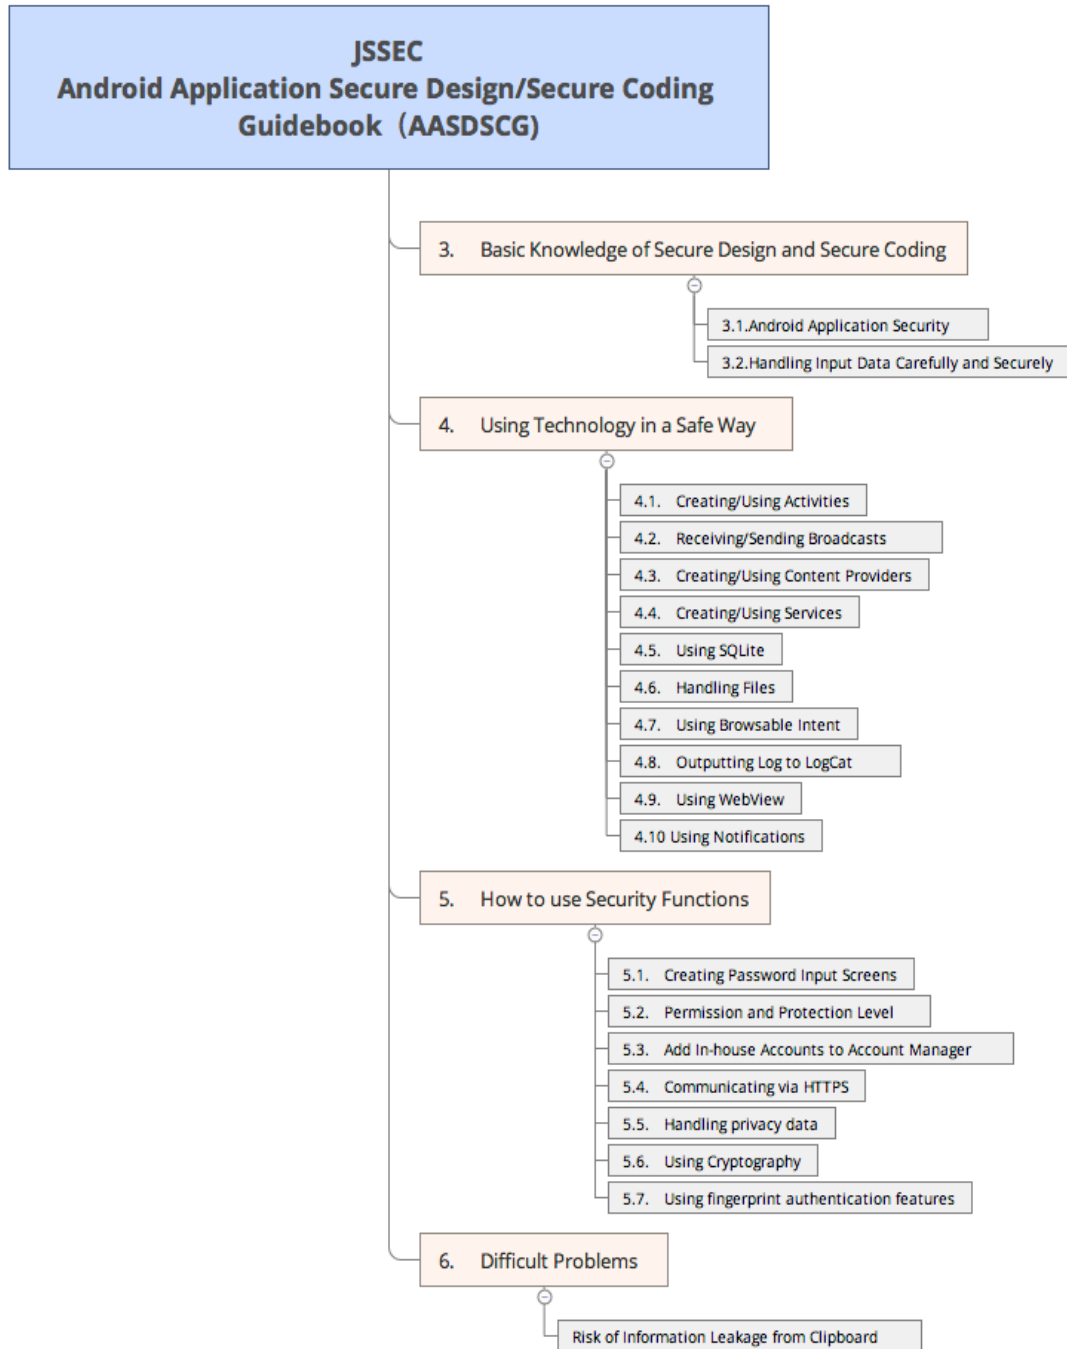 JSSEC
Android Application Secure Design/Secure Coding
Guidebook（AASDSCG)
3. Basic Knowledge of Secure Design and Secure Coding
3.1.Android Application Security
3.2.Handling Input Data Carefully and Securely
4. Using Technology in a Safe Way
4.1. Creating/Using Activities
4.2. Receiving/Sending Broadcasts
4.3. Creating/Using Content Providers
4.4. Creating/Using Services
4.5. Using SQLite
4.6. Handling Files
4.7. Using Browsable Intent
4.8. Outputting Log to LogCat
4.9. Using WebView
4.10 Using Notifications
5. How to use Security Functions
5.1. Creating Password Input Screens
5.2. Permission and Protection Level
5.3. Add In-house Accounts to Account Manager
5.4. Communicating via HTTPS
5.5. Handling privacy data
5.6. Using Cryptography
5.7. Using fingerprint authentication features
6. Difficult Problems
Risk of Information Leakage from Clipboard